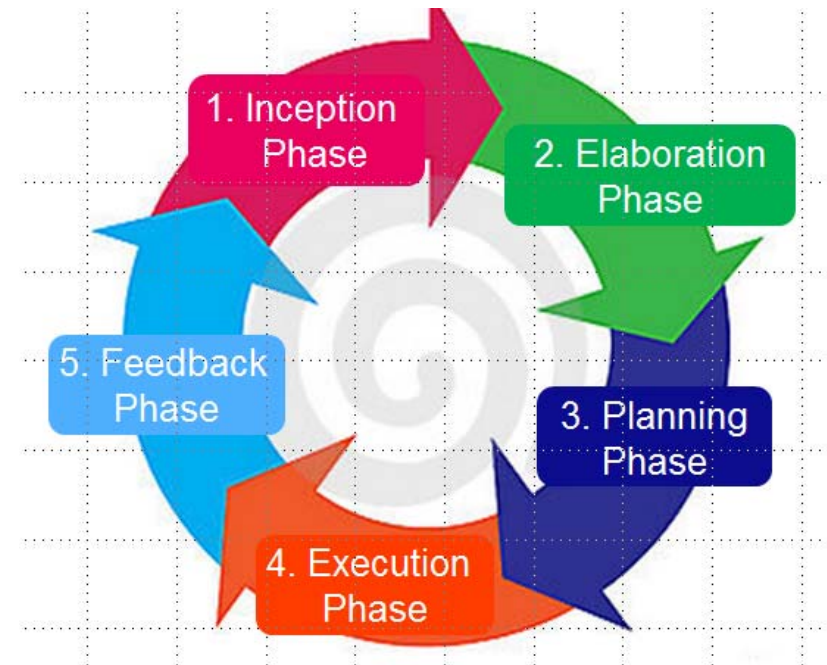 1. Inception
Phase
2. Elaboration
Phase
3. Planning
Phase
4. Execution
Phase
5. Feedback
Phase